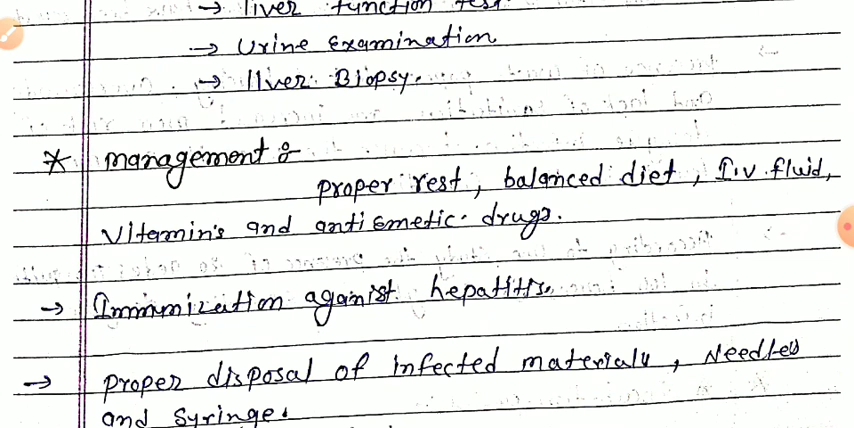 → liver function test.
→ Urine Examination
→ liver Biopsy.
* management :-
proper rest, balanced diet, I.v. fluid,
Vitamin's and antiemetic drugs.
→ Immunization against hepatitis.
→ proper disposal of infected materials, Needles
and Syringe.